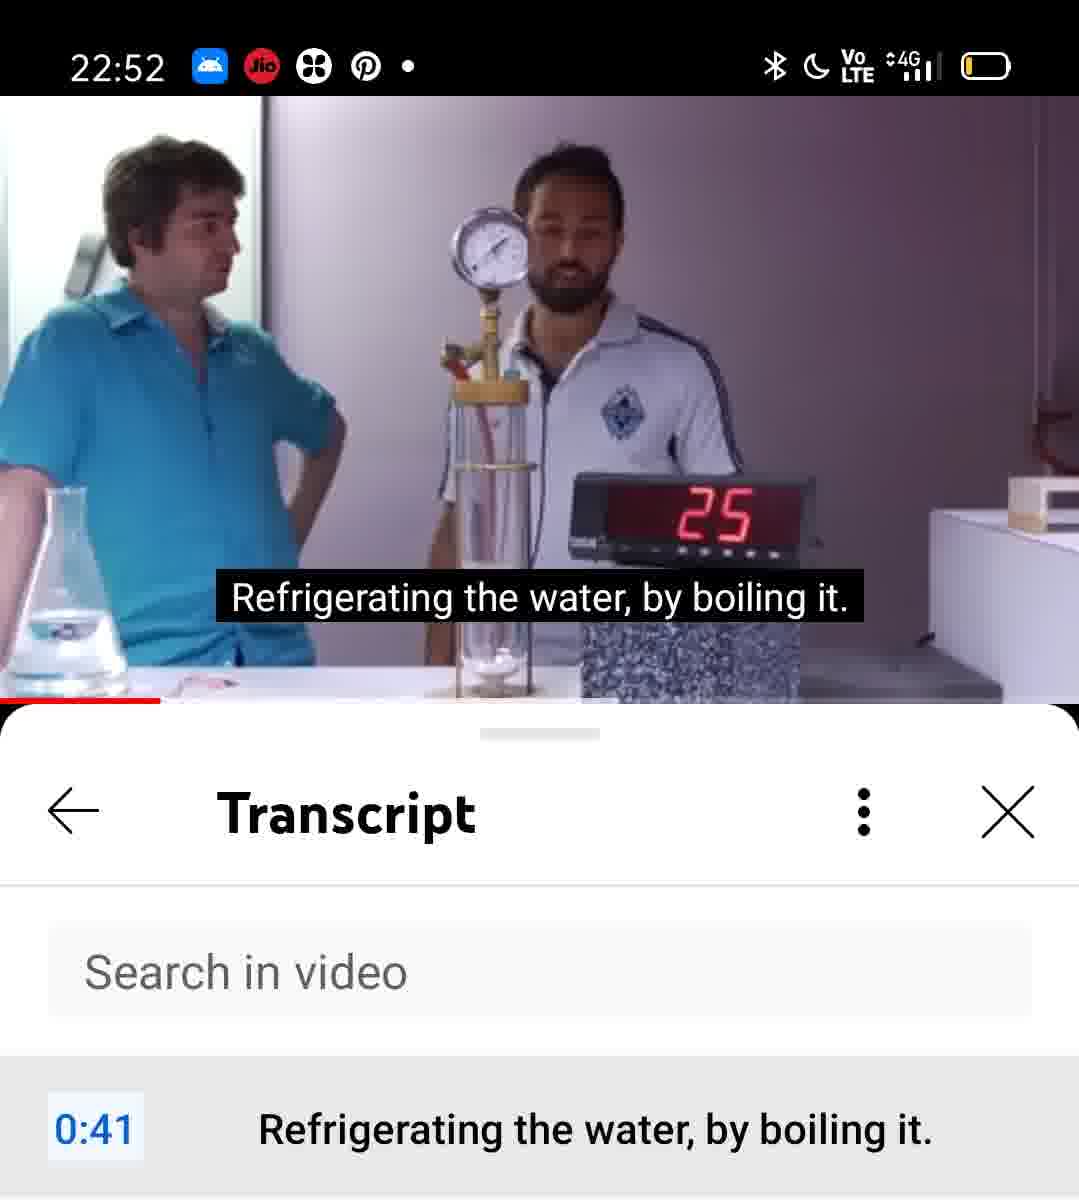 22:52
Jio
Vo
LTE
4G
25
Refrigerating the water, by boiling it.
Transcript
Search in video
0:41
Refrigerating the water, by boiling it.